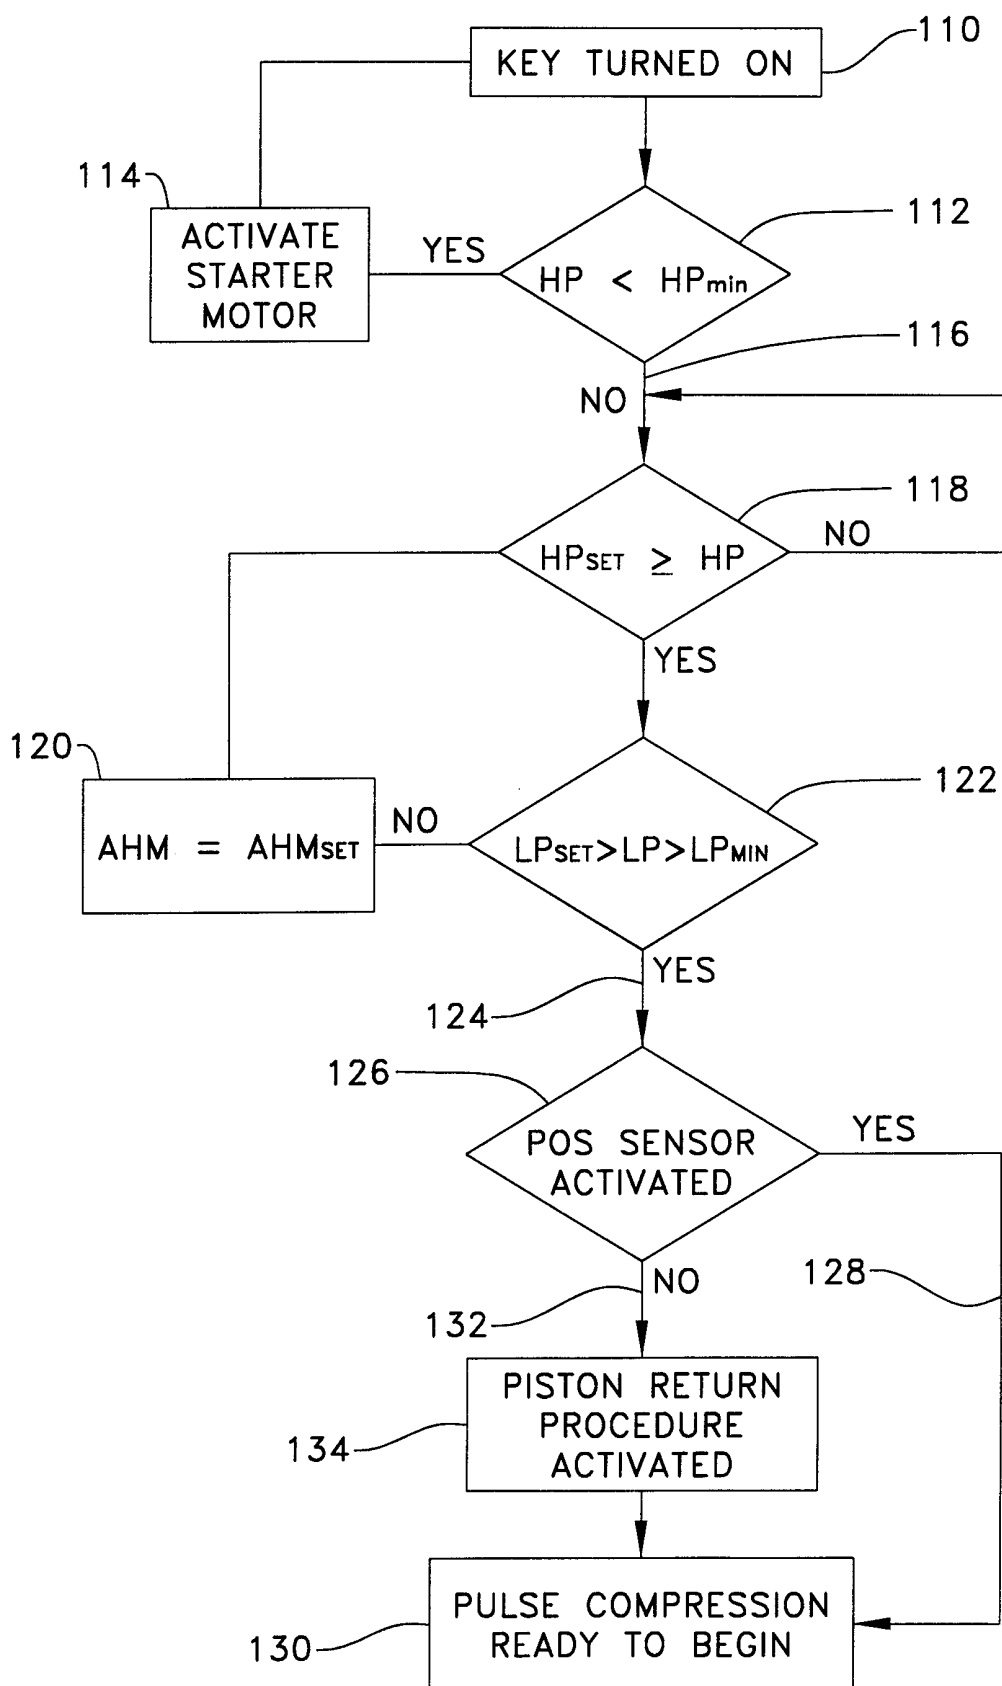 110
KEY TURNED ON
114
112
ACTIVATE
STARTER
MOTOR
YES
HP < HPmin
116
NO
118
HPSET ≥ HP
NO
YES
120
122
AHM = AHMSET
NO
LPSET>LP>LPMIN
YES
124
126
POS SENSOR
ACTIVATED
YES
128
NO
132
PISTON RETURN
PROCEDURE
ACTIVATED
134
PULSE COMPRESSION
READY TO BEGIN
130